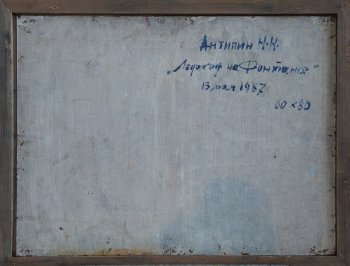 Антипин Н.Н.
„Ледоход на Фонтанке"
13 мая 1987
60 х 80